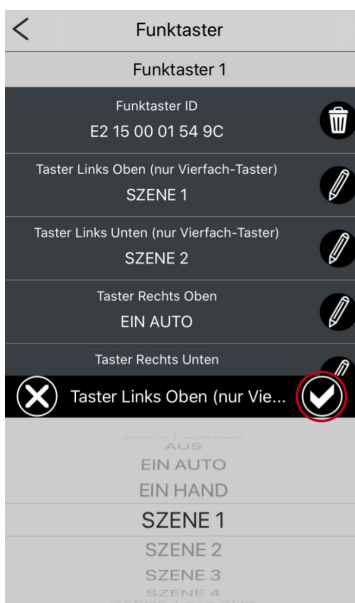 Funktaster
Funktaster 1
Funktaster ID
E2 15 00 01 54 9C
Taster Links Oben (nur Vierfach-Taster)
SZENE 1
Taster Links Unten (nur Vierfach-Taster)
SZENE 2
Taster Rechts Oben
EIN AUTO
Taster Rechts Unten
Taster Links Oben (nur Vie...
AUS
EIN AUTO
EIN HAND
SZENE 1
SZENE 2
SZENE 3
SZENE 4